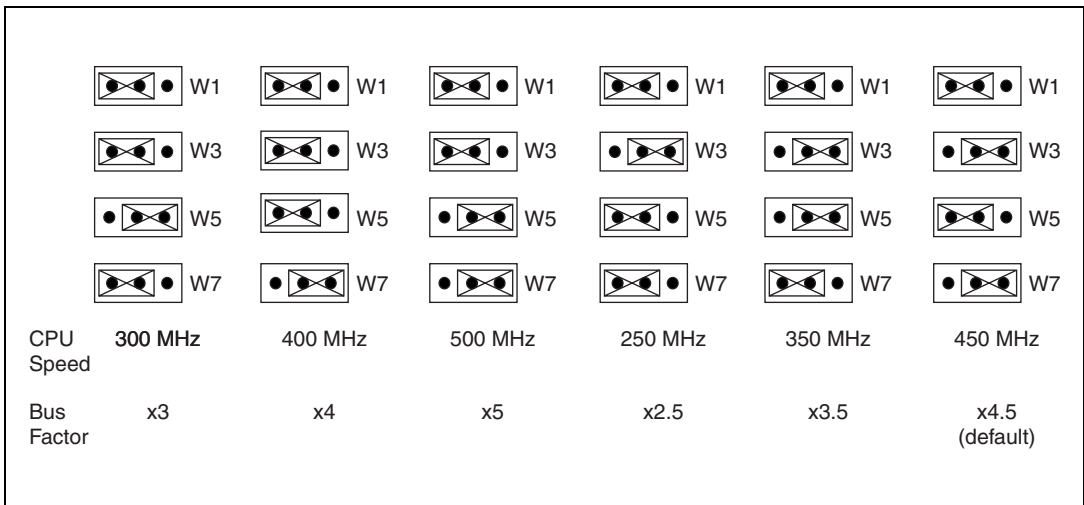 W1 W1 W1 W1 W1 W1
W3 W3 W3 W3 W3 W3
W5 W5 W5 W5 W5 W5
W7 W7 W7 W7 W7 W7
CPU Speed 300 MHz 400 MHz 500 MHz 250 MHz 350 MHz 450 MHz
Bus Factor x3 x4 x5 x2.5 x3.5 x4.5 (default)